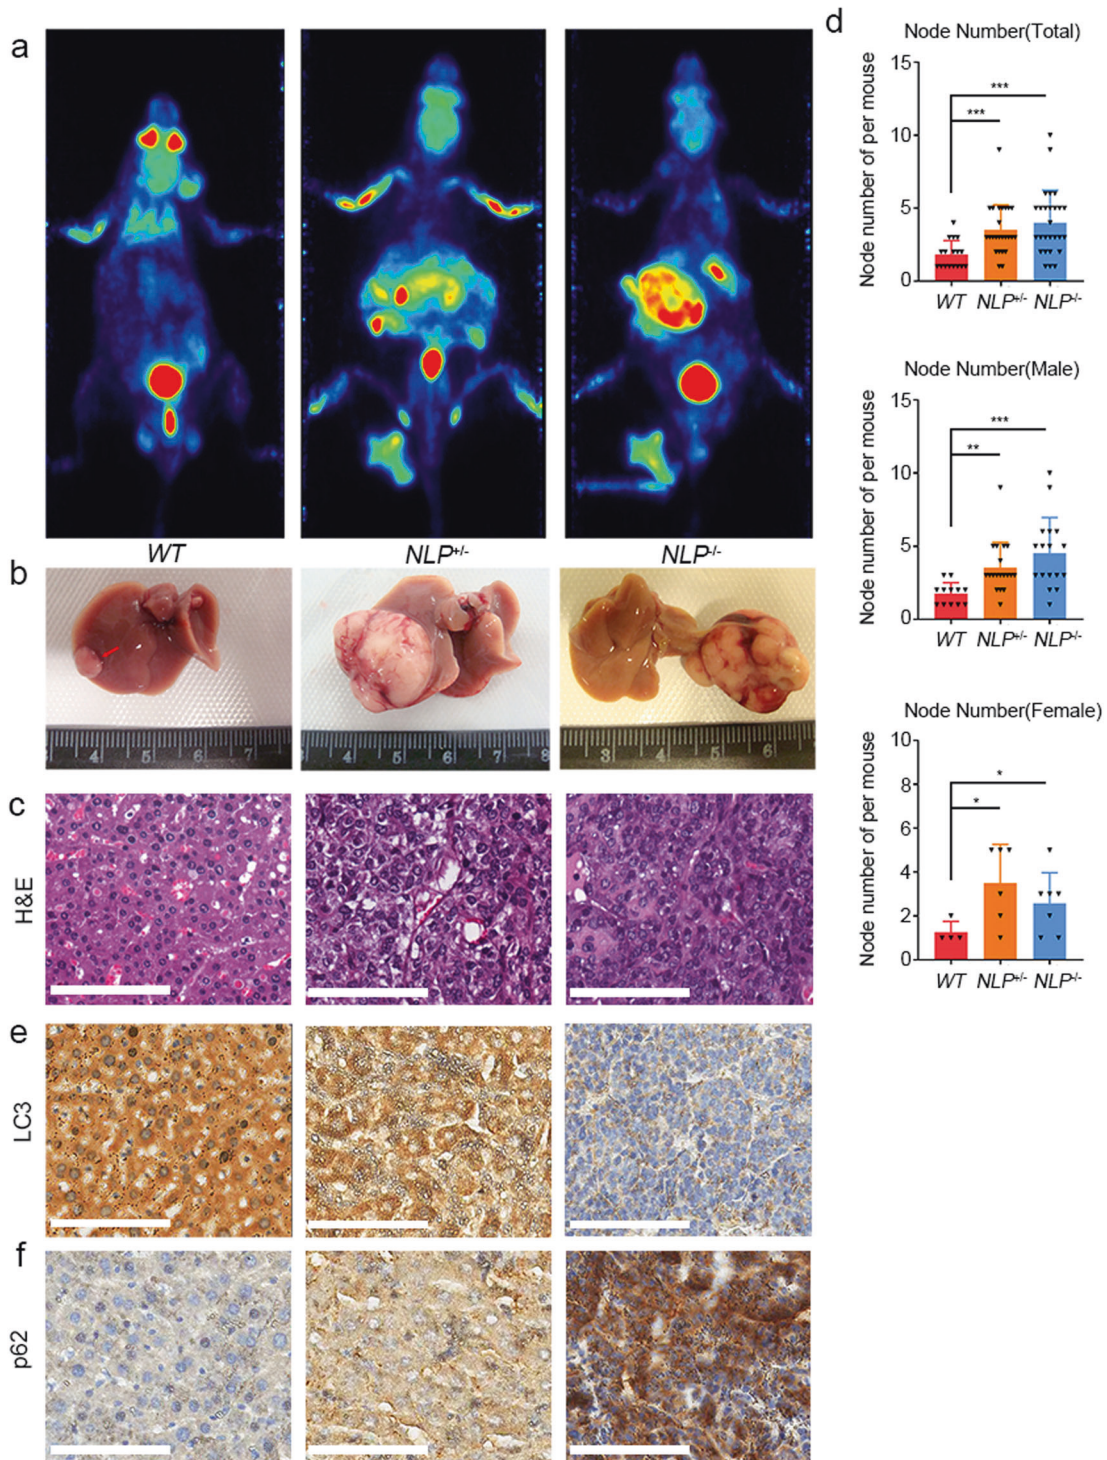 a
WT
NLP+/-
NLP-/-
b
4 5 6 7
4 5 6 7 8
3 4 5 6
c
H&E
e
LC3
f
p62
d
Node Number(Total)
Node number of per mouse
15
10
5
0
***
***
WT NLP+/- NLP-/-
Node Number(Male)
Node number of per mouse
15
10
5
0
***
**
WT NLP+/- NLP-/-
Node Number(Female)
Node number of per mouse
10
8
6
4
2
0
*
*
WT NLP+/- NLP-/-